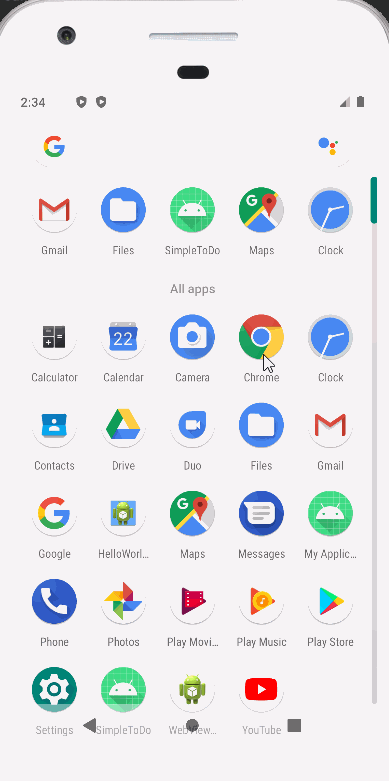 2:34
G
Gmail Files SimpleToDo Maps Clock
All apps
22
Calculator Calendar Camera Chrome Clock
Contacts Drive Duo Files Gmail
Google HelloWorl... Maps Messages My Applic...
Phone Photos Play Movi... Play Music Play Store
Settings SimpleToDo WebView... YouTube